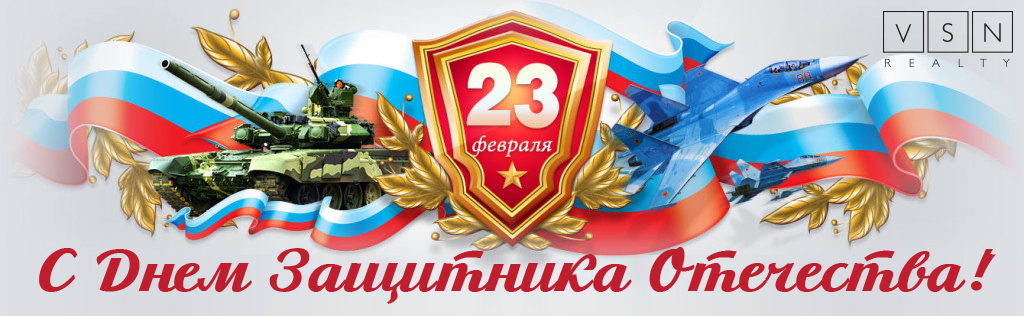 VSN
REALTY
23
февраля
С Днем Защитника Отечества!